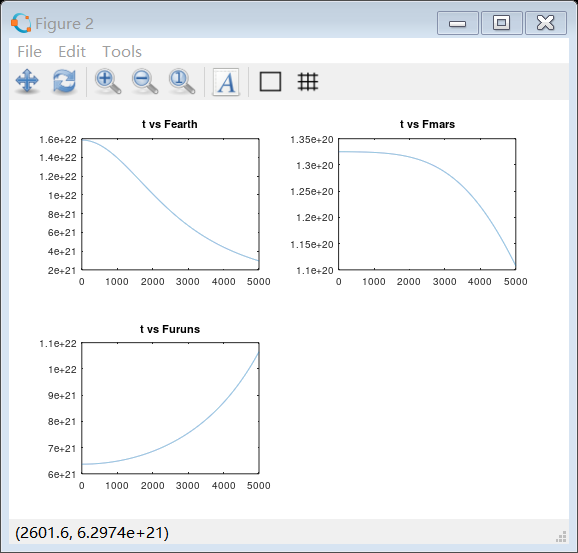 Figure 2
File Edit Tools
A
t vs Fearth
1.6e+22
1.4e+22
1.2e+22
1e+22
8e+21
6e+21
4e+21
2e+21
0 1000 2000 3000 4000 5000
t vs Fmars
1.35e+20
1.3e+20
1.25e+20
1.2e+20
1.15e+20
1.1e+20
0 1000 2000 3000 4000 5000
t vs Furuns
1.1e+22
1e+22
9e+21
8e+21
7e+21
6e+21
0 1000 2000 3000 4000 5000
(2601.6, 6.2974e+21)